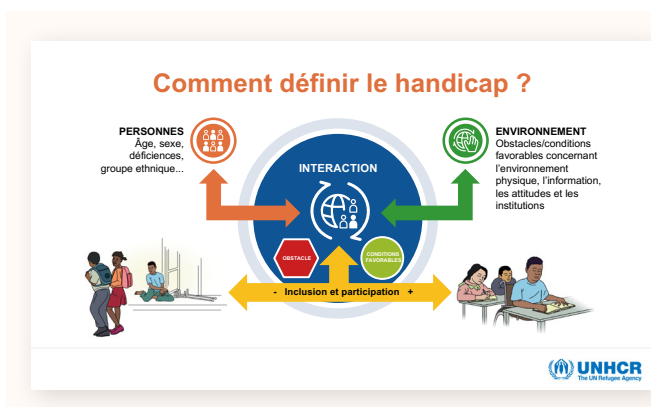 Comment définir le handicap ?
PERSONNES
Âge, sexe,
déficiences,
groupe ethnique...
INTERACTION
ENVIRONNEMENT
Obstacles/conditions
favorables concernant
l'environnement
physique, l'information,
les attitudes et les
institutions
OBSTACLE
CONDITIONS
FAVORABLES
- Inclusion et participation +
UNHCR
The UN Refugee Agency